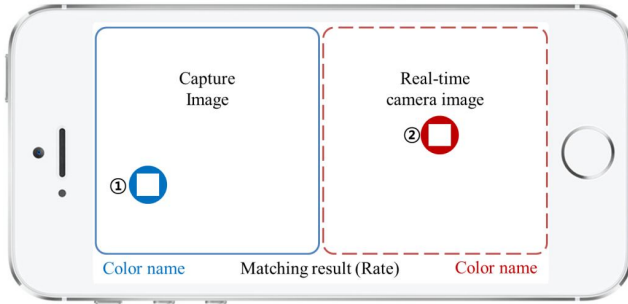 Capture
Image
Real-time
camera image
②
①
Color name
Matching result (Rate)
Color name